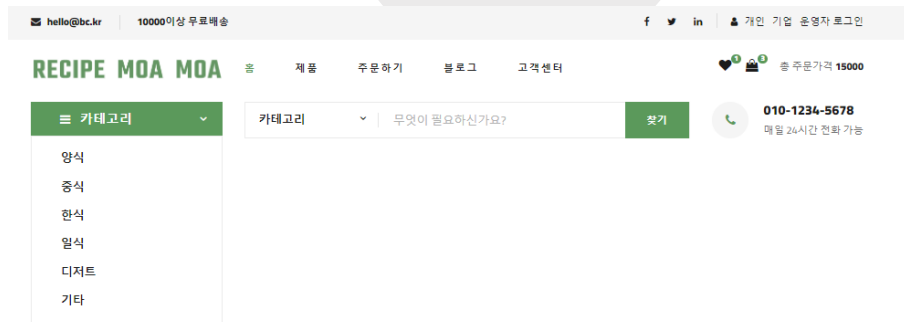 hello@bc.kr 10000이상 무료배송 개인 기업 운영자 로그인
RECIPE MOA MOA 홈 제품 주문하기 블로그 고객센터 1 3 총 주문가격 15000
카테고리 카테고리 무엇이 필요하신가요? 찾기 010-1234-5678
매일 24시간 전화 가능
양식
중식
한식
일식
디저트
기타